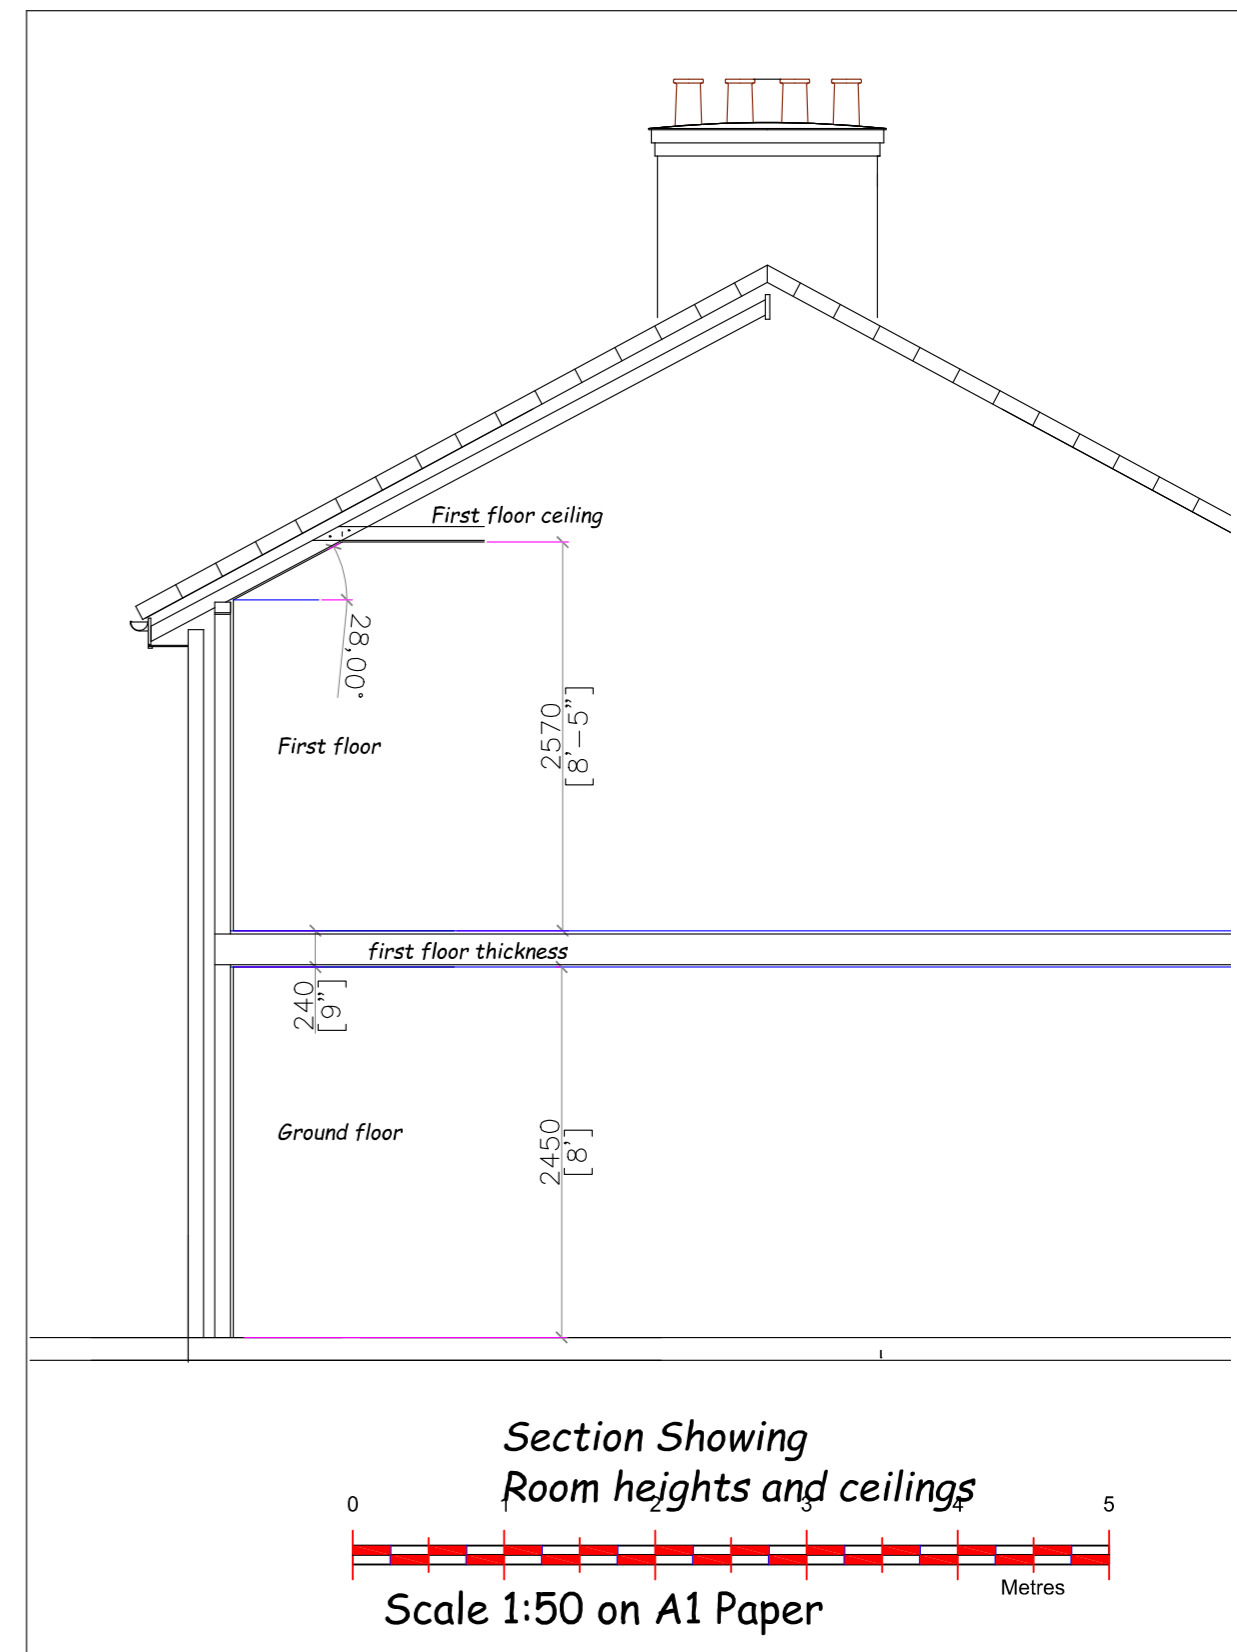 First floor ceiling
28,00°
2570
[8'-5"]
First floor
first floor thickness
240
[9"]
2450
[8']
Ground floor
Section Showing
Room heights and ceilings
0 1 2 3 4 5
Metres
Scale 1:50 on A1 Paper